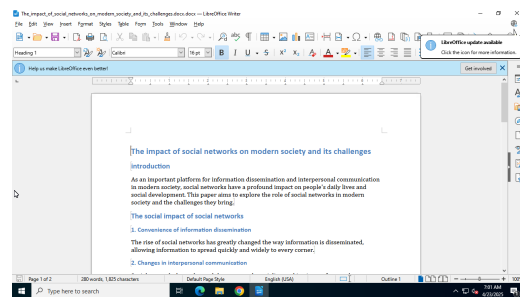 The_impact_of_social_networks_on_modern_society_and_its_challenges.docx.docx — LibreOffice Writer
File Edit View Insert Format Styles Table Form Tools Window Help
LibreOffice update available
Click the icon for more information.
Heading 1 Calibri 16 pt
Help us make LibreOffice even better!
Get involved
The impact of social networks on modern society and its challenges
introduction
As an important platform for information dissemination and interpersonal communication
in modern society, social networks have a profound impact on people's daily lives and
social development. This paper aims to explore the role of social networks in modern
society and the challenges they bring.
The social impact of social networks
1. Convenience of information dissemination
The rise of social networks has greatly changed the way information is disseminated,
allowing information to spread quickly and widely to every corner.
2. Changes in interpersonal communication
Page 1 of 2 280 words, 1,825 characters Default Page Style English (USA) Outline 1 100%
Type here to search
7:01 AM
6/23/2025